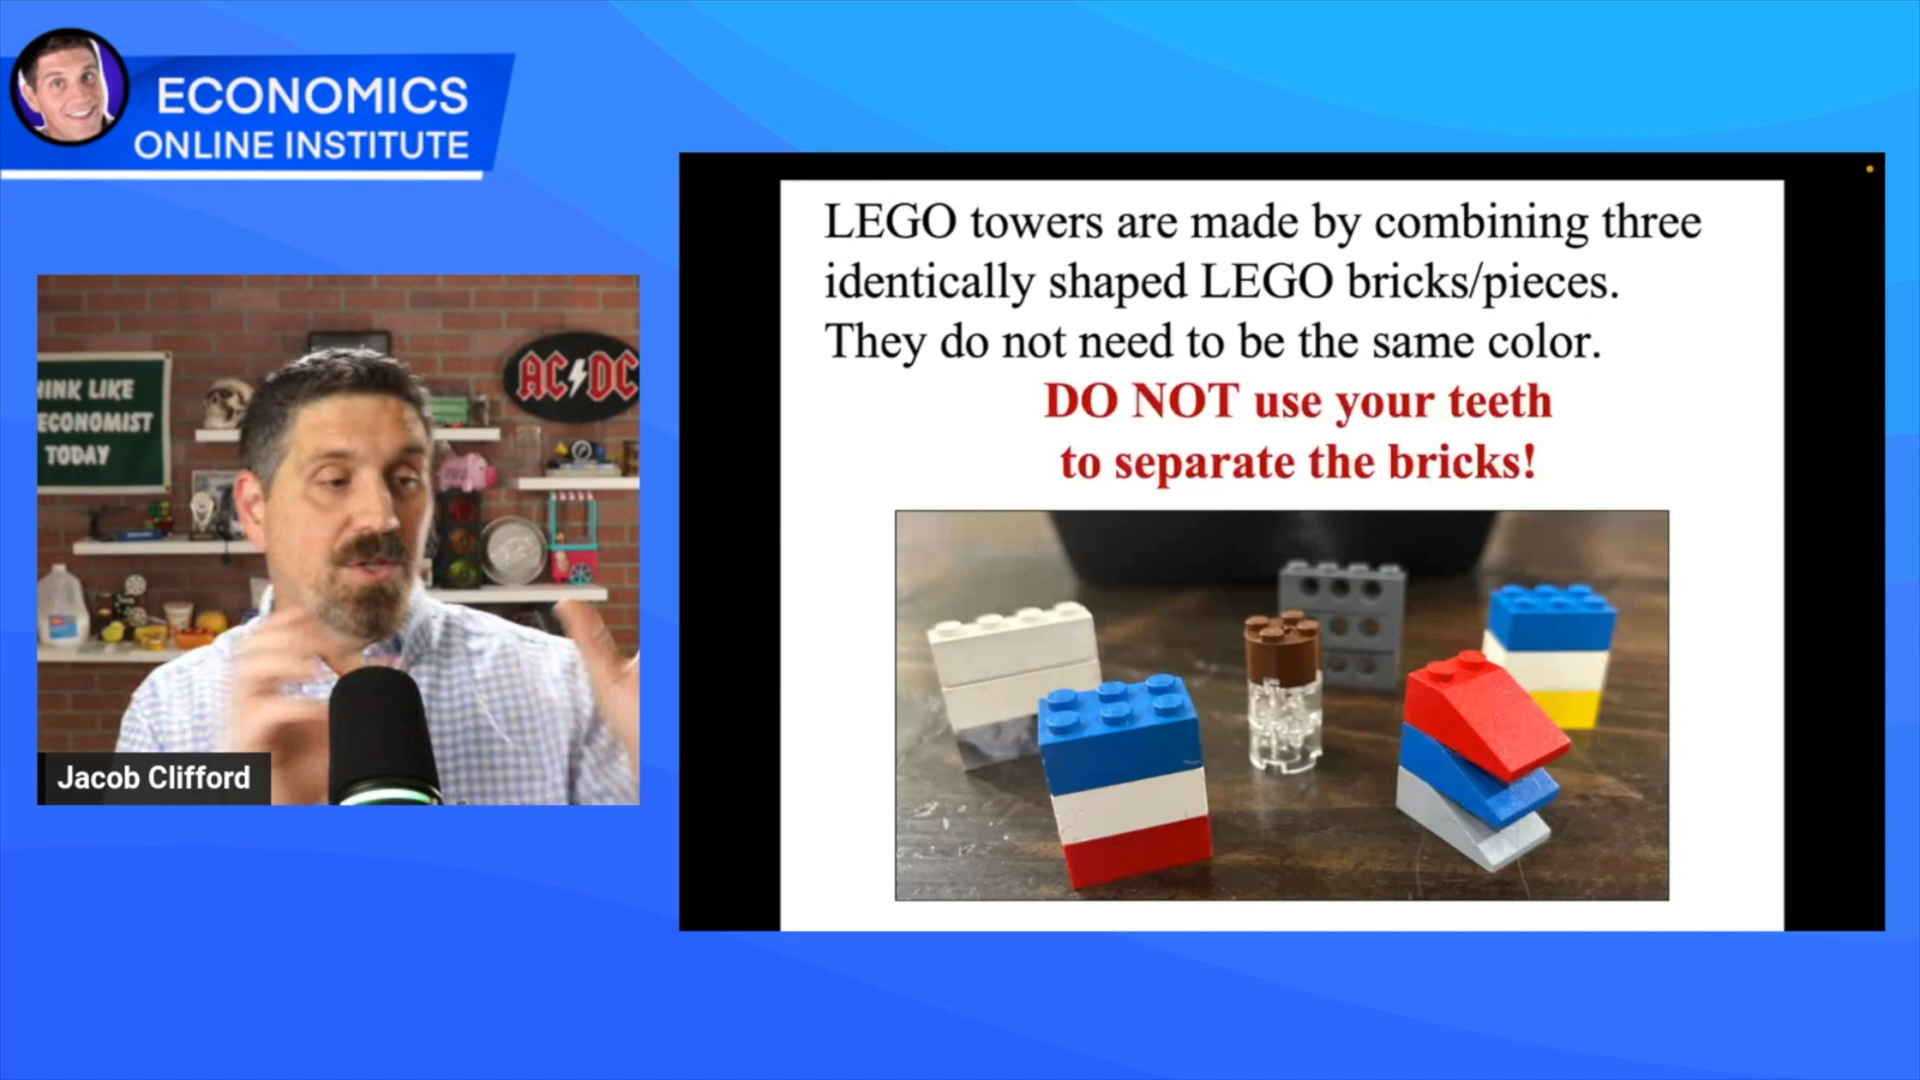 ECONOMICS
ONLINE INSTITUTE
LEGO towers are made by combining three
identically shaped LEGO bricks/pieces.
They do not need to be the same color.
DO NOT use your teeth
to separate the bricks!
HINK LIKE
ECONOMIST
TODAY
AC DC
Jacob Clifford